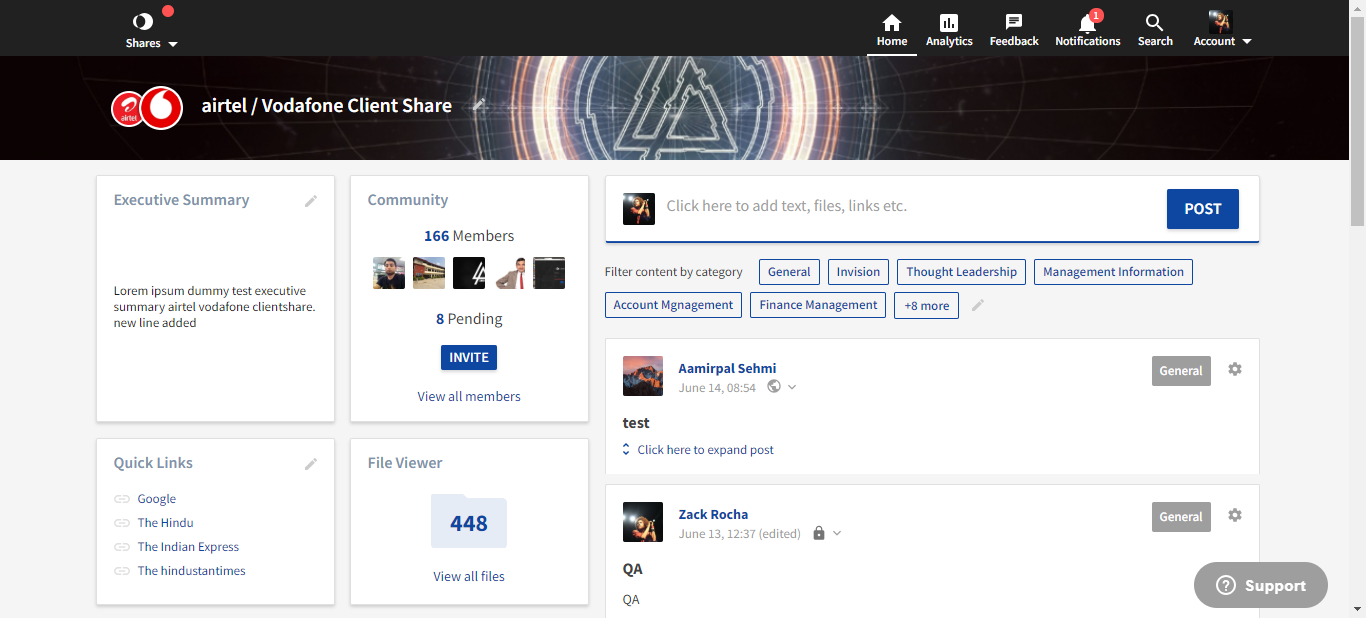 Shares
Home
Analytics
Feedback
1
Notifications
Search
Account
airtel
airtel / Vodafone Client Share
Executive Summary
Lorem ipsum dummy test executive
summary airtel vodafone clientshare.
new line added
Community
166 Members
8 Pending
INVITE
View all members
Quick Links
Google
The Hindu
The Indian Express
The hindustantimes
File Viewer
448
View all files
Click here to add text, files, links etc.
POST
Filter content by category
General
Invision
Thought Leadership
Management Information
Account Mgnagement
Finance Management
+8 more
Aamirpal Sehmi
June 14, 08:54
General
test
Click here to expand post
Zack Rocha
June 13, 12:37 (edited)
General
QA
QA
? Support